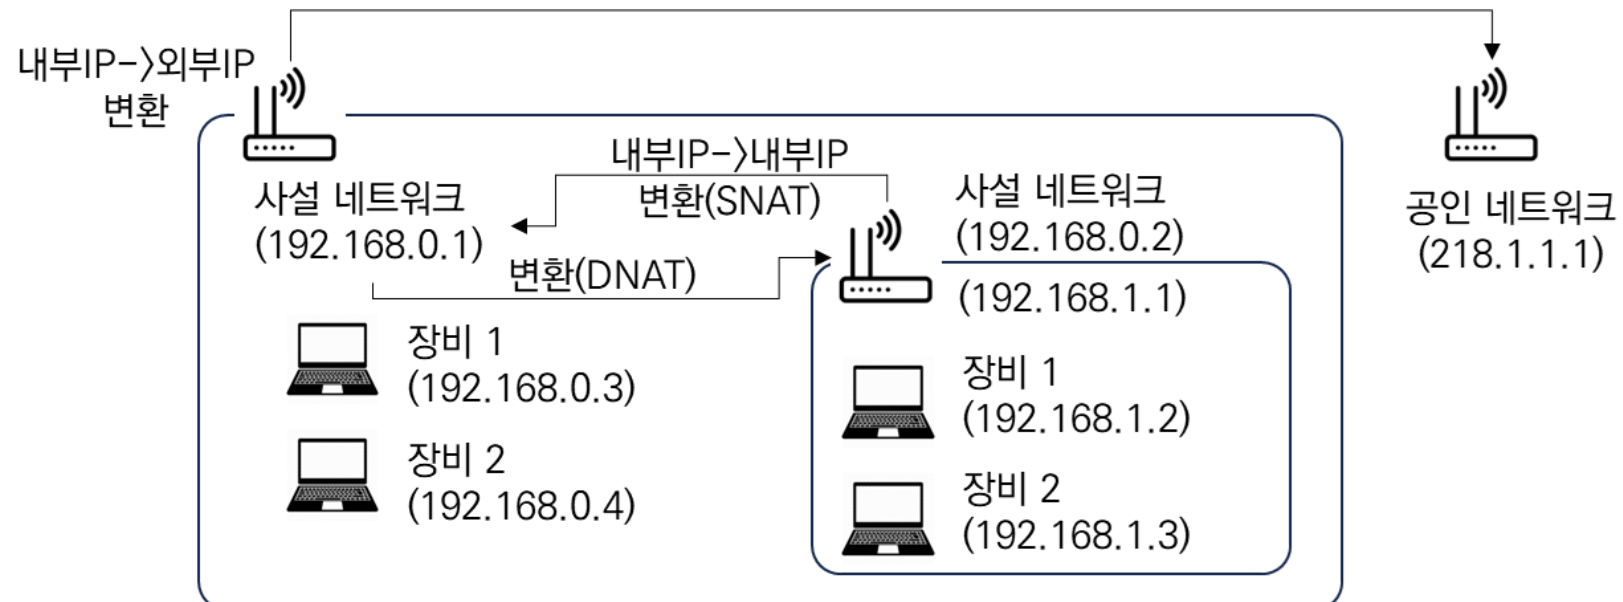 내부IP->외부IP
변환
내부IP->내부IP
변환(SNAT)
사설 네트워크
(192.168.0.1)
변환(DNAT)
사설 네트워크
(192.168.0.2)
(192.168.1.1)
공인 네트워크
(218.1.1.1)
장비 1
(192.168.0.3)
장비 2
(192.168.0.4)
장비 1
(192.168.1.2)
장비 2
(192.168.1.3)